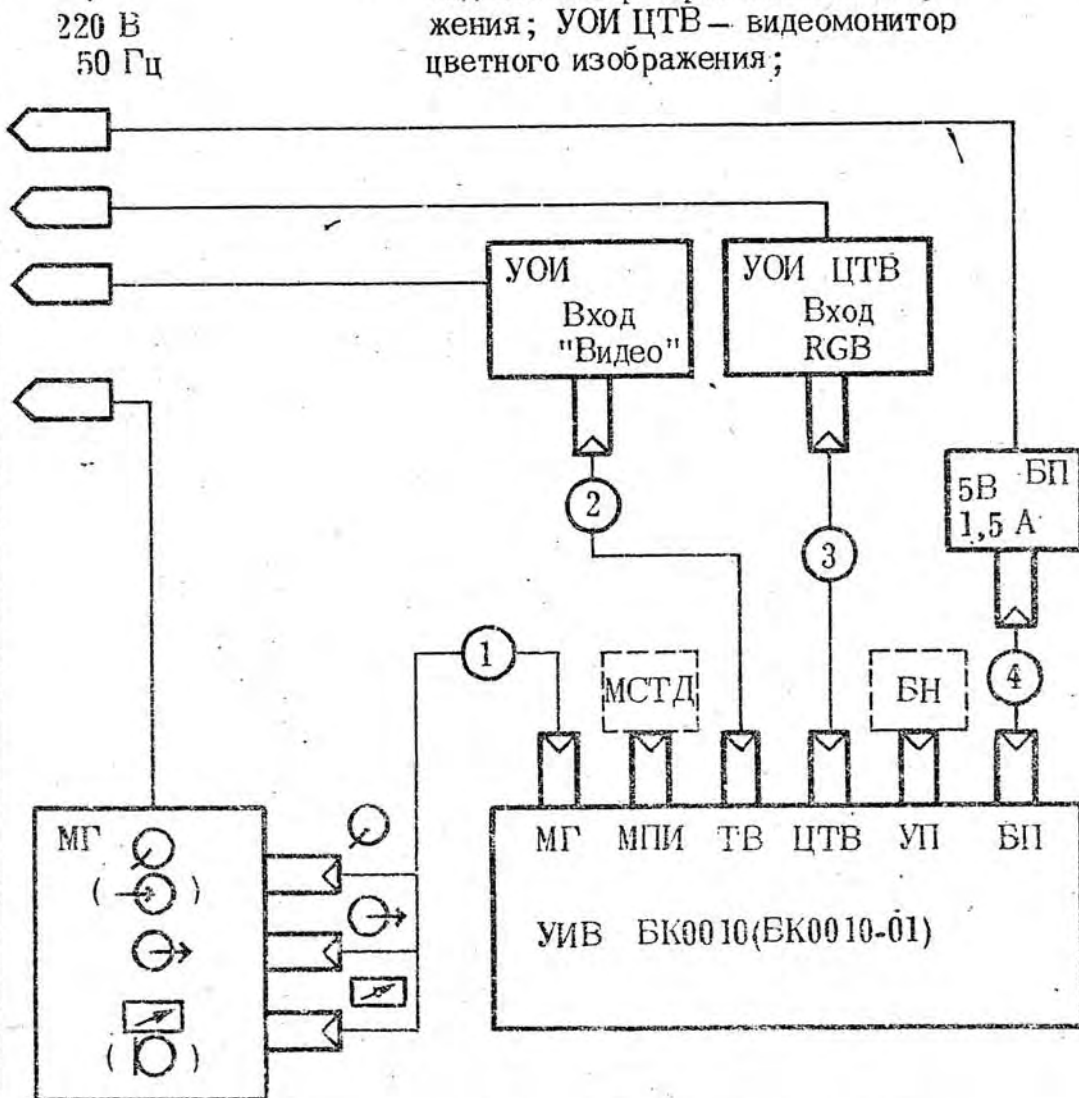 220 В
50 Гц
жения; УОИ ЦТВ — видеомонитор
цветного изображения;
УОИ
Вход
"Видео"
УОИ ЦТВ
Вход
RGB
5В БП
1,5 А
2
3
1
4
МСТД
БН
МГ
МГ МПИ ТВ ЦТВ УП БП
УИВ БК0010(БК0010-01)